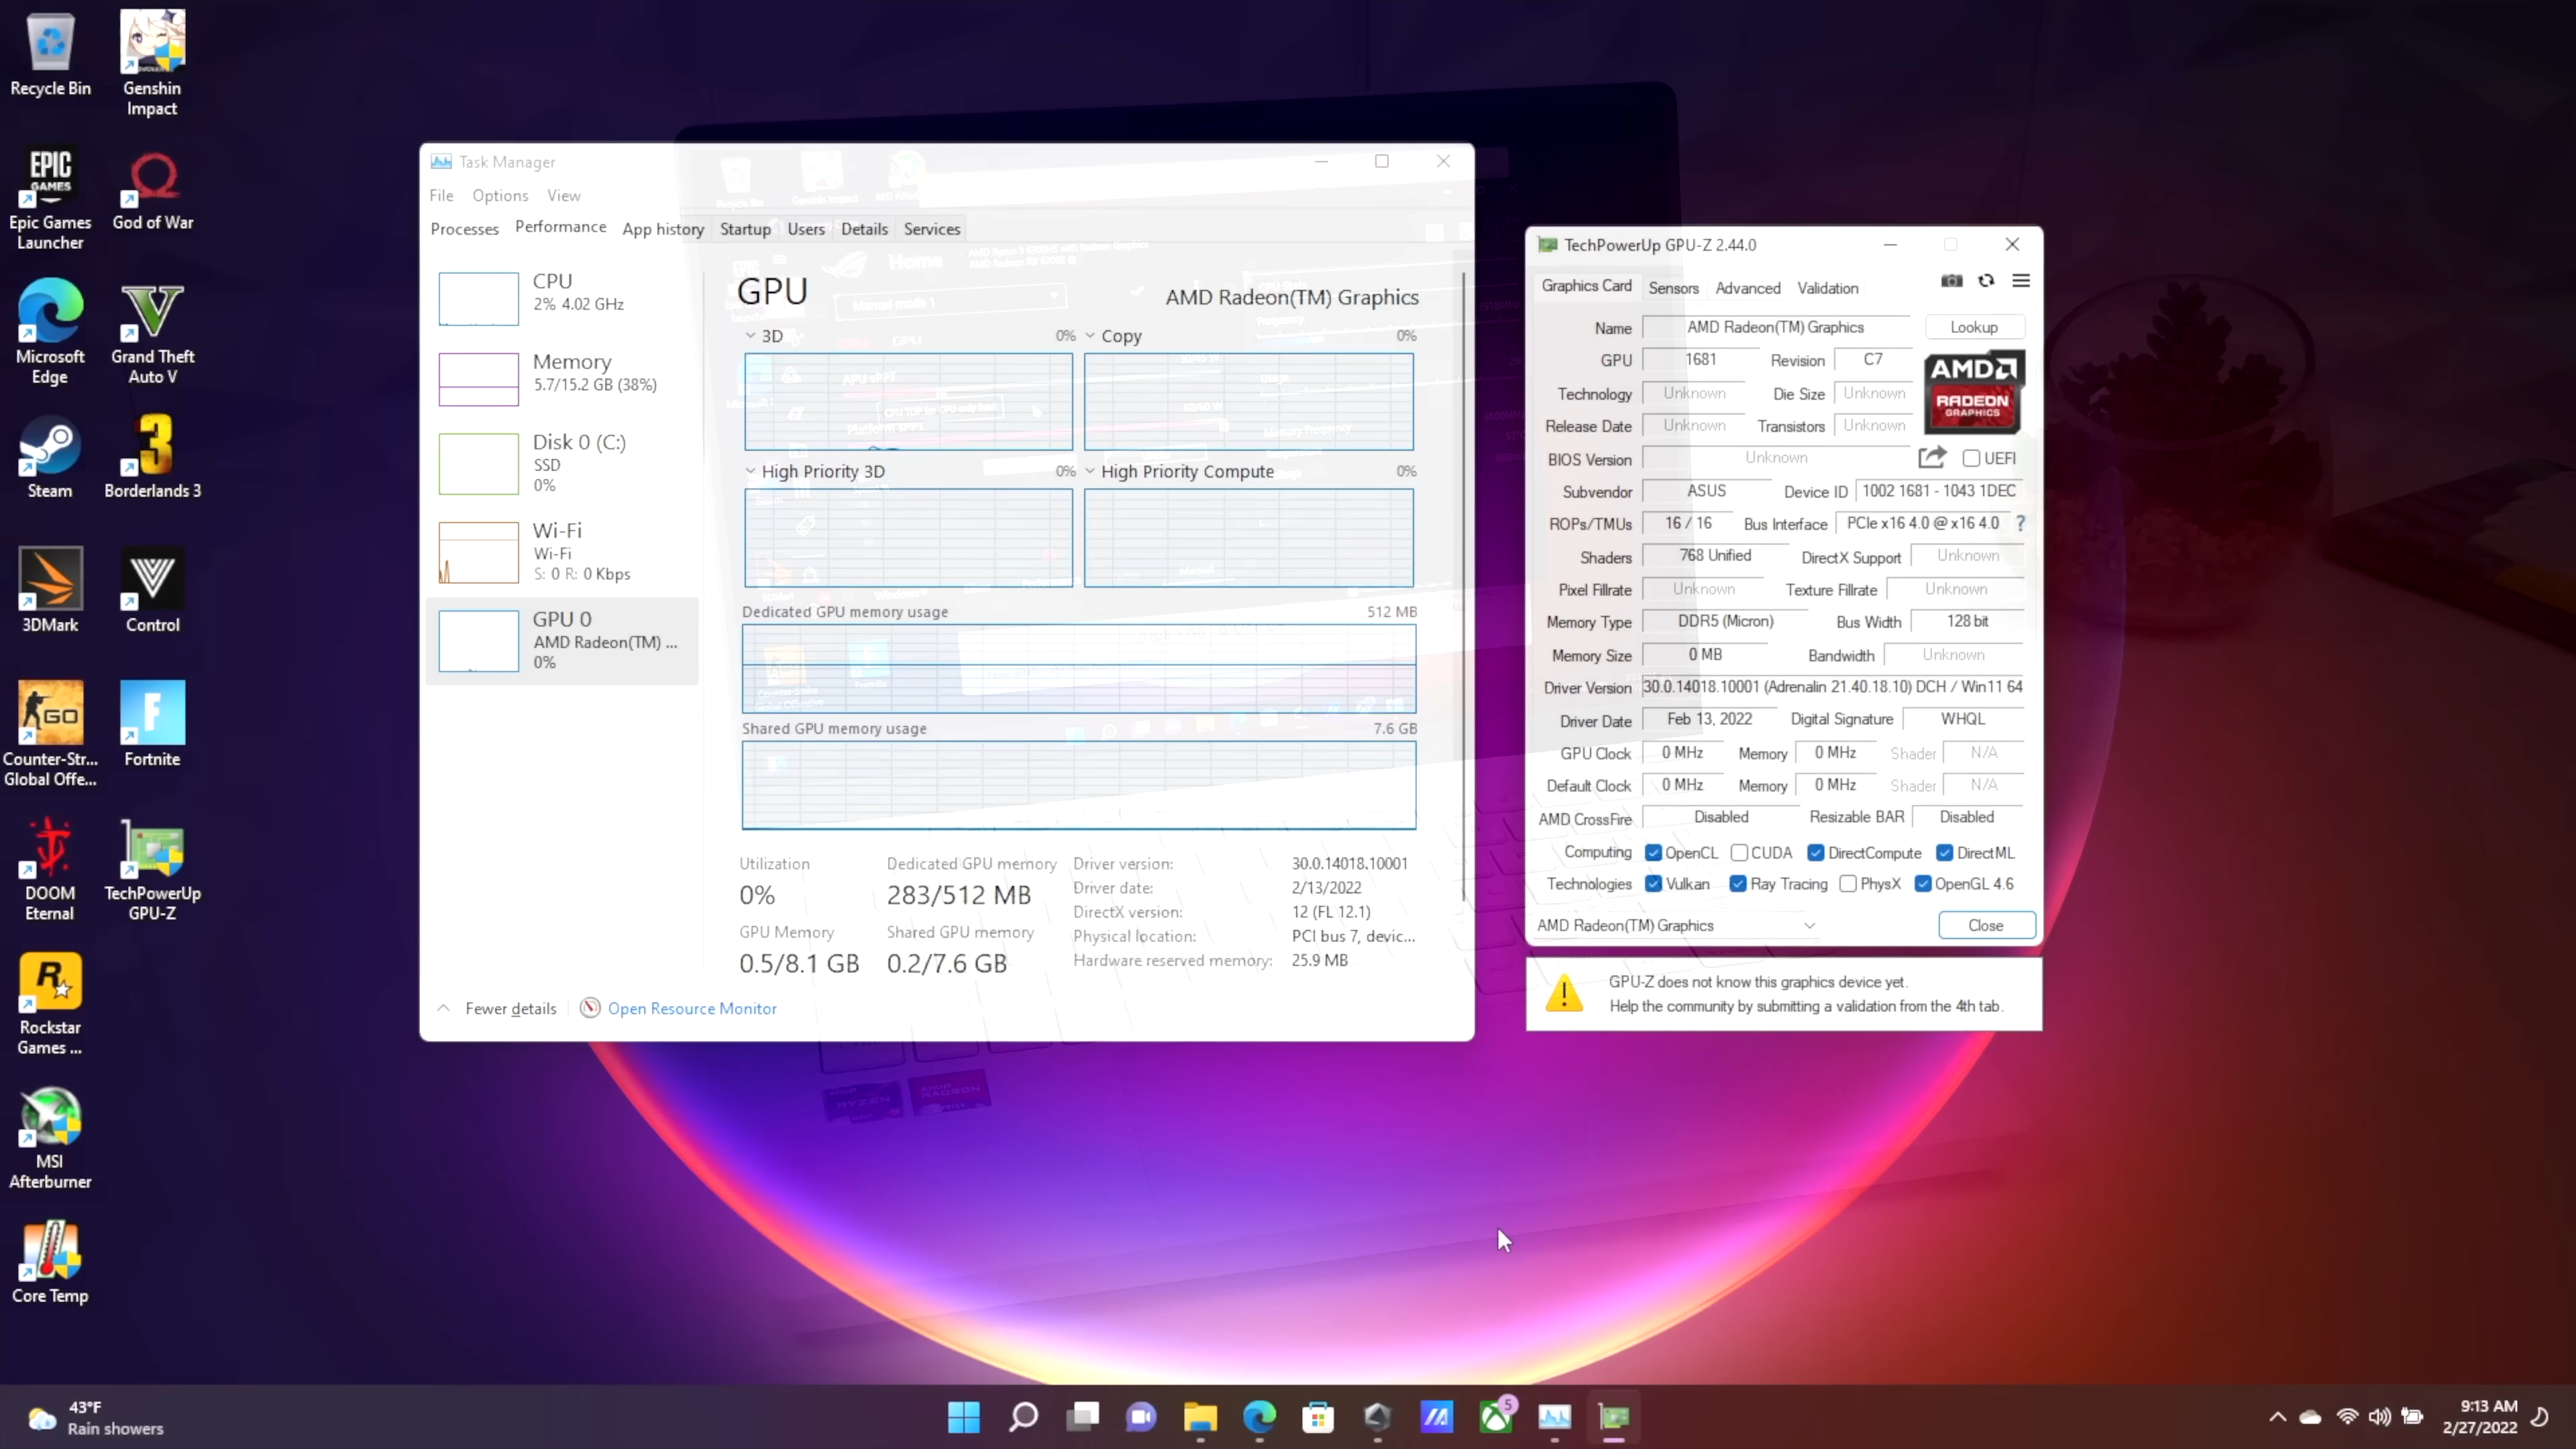 Recycle Bin
Genshin
Impact
EPIC
GAMES
Epic Games
Launcher
God of War
Microsoft
Edge
Grand Theft
Auto V
Steam
3
Borderlands 3
3DMark
Control
GO
Counter-Str...
Global Offe...
F
Fortnite
DOOM
Eternal
TechPowerUp
GPU-Z
R
Rockstar
Games ...
MSI
Afterburner
Core Temp
Task Manager
File
Options
View
Processes
Performance
App history
Startup
Users
Details
Services
CPU
2% 4.02 GHz
Memory
5.7/15.2 GB (38%)
Disk 0 (C:)
SSD
0%
Wi-Fi
Wi-Fi
S: 0 R: 0 Kbps
GPU 0
AMD Radeon(TM) ...
0%
GPU
AMD Radeon(TM) Graphics
3D
0%
Copy
0%
High Priority 3D
0%
High Priority Compute
0%
Dedicated GPU memory usage
512 MB
Shared GPU memory usage
7.6 GB
Utilization
0%
Dedicated GPU memory
283/512 MB
GPU Memory
0.5/8.1 GB
Shared GPU memory
0.2/7.6 GB
Driver version:
30.0.14018.10001
Driver date:
2/13/2022
DirectX version:
12 (FL 12.1)
Physical location:
PCI bus 7, devic...
Hardware reserved memory:
25.9 MB
Fewer details
Open Resource Monitor
Home
Manual mode 1
RYZEN
TechPowerUp GPU-Z 2.44.0
Graphics Card
Sensors
Advanced
Validation
Name
AMD Radeon(TM) Graphics
Lookup
GPU
1681
Revision
C7
AMD
RADEON
GRAPHICS
Technology
Unknown
Die Size
Unknown
Release Date
Unknown
Transistors
Unknown
BIOS Version
Unknown
UEFI
Subvendor
ASUS
Device ID
1002 1681 - 1043 1DEC
ROPs/TMUs
16 / 16
Bus Interface
PCIe x16 4.0 @ x16 4.0
?
Shaders
768 Unified
DirectX Support
Unknown
Pixel Fillrate
Unknown
Texture Fillrate
Unknown
Memory Type
DDR5 (Micron)
Bus Width
128 bit
Memory Size
0 MB
Bandwidth
Unknown
Driver Version
30.0.14018.10001 (Adrenalin 21.40.18.10) DCH / Win11 64
Driver Date
Feb 13, 2022
Digital Signature
WHQL
GPU Clock
0 MHz
Memory
0 MHz
Shader
N/A
Default Clock
0 MHz
Memory
0 MHz
Shader
N/A
AMD CrossFire
Disabled
Resizable BAR
Disabled
Computing
OpenCL
CUDA
DirectCompute
DirectML
Technologies
Vulkan
Ray Tracing
PhysX
OpenGL 4.6
AMD Radeon(TM) Graphics
Close
GPU-Z does not know this graphics device yet.
Help the community by submitting a validation from the 4th tab.
43°F
Rain showers
5
9:13 AM
2/27/2022